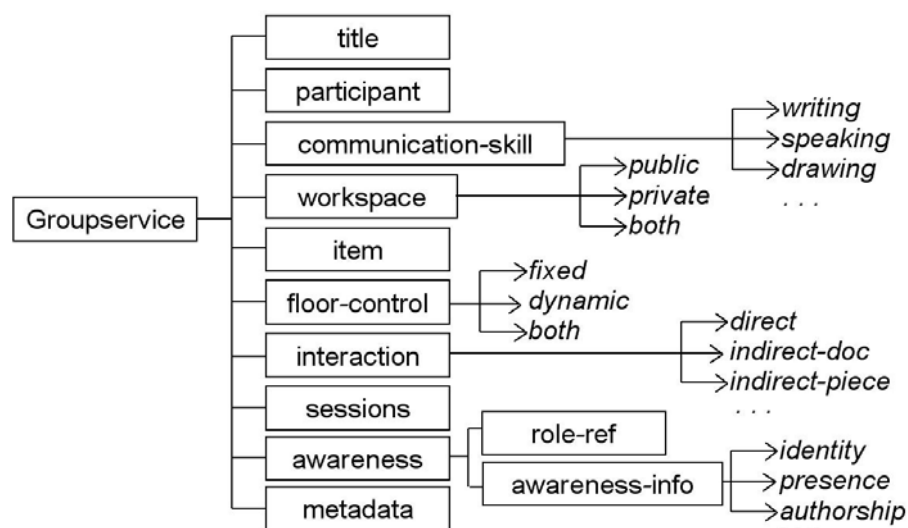 title
participant
communication-skill
writing
speaking
drawing
. . .
workspace
public
private
both
Groupservice
item
floor-control
fixed
dynamic
both
interaction
direct
indirect-doc
indirect-piece
. . .
sessions
awareness
role-ref
awareness-info
identity
presence
authorship
metadata